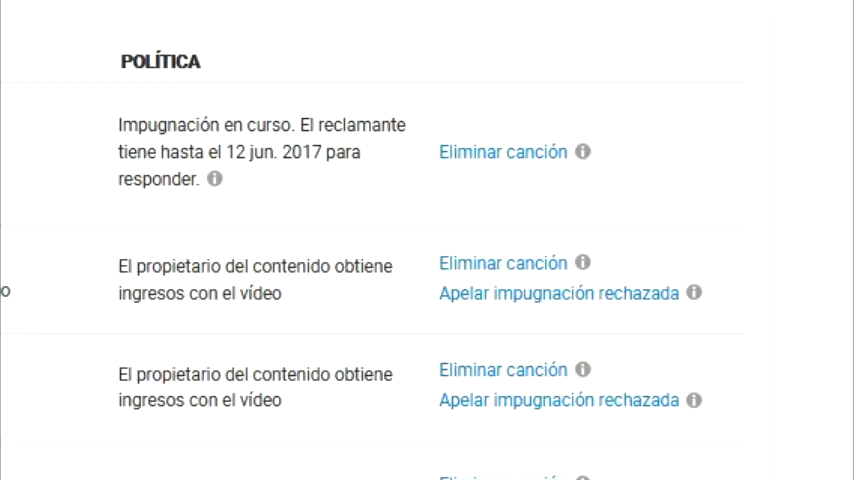 POLÍTICA
Impugnación en curso. El reclamante
tiene hasta el 12 jun. 2017 para
responder.
Eliminar canción
El propietario del contenido obtiene
ingresos con el vídeo
Eliminar canción
Apelar impugnación rechazada
o
El propietario del contenido obtiene
ingresos con el vídeo
Eliminar canción
Apelar impugnación rechazada